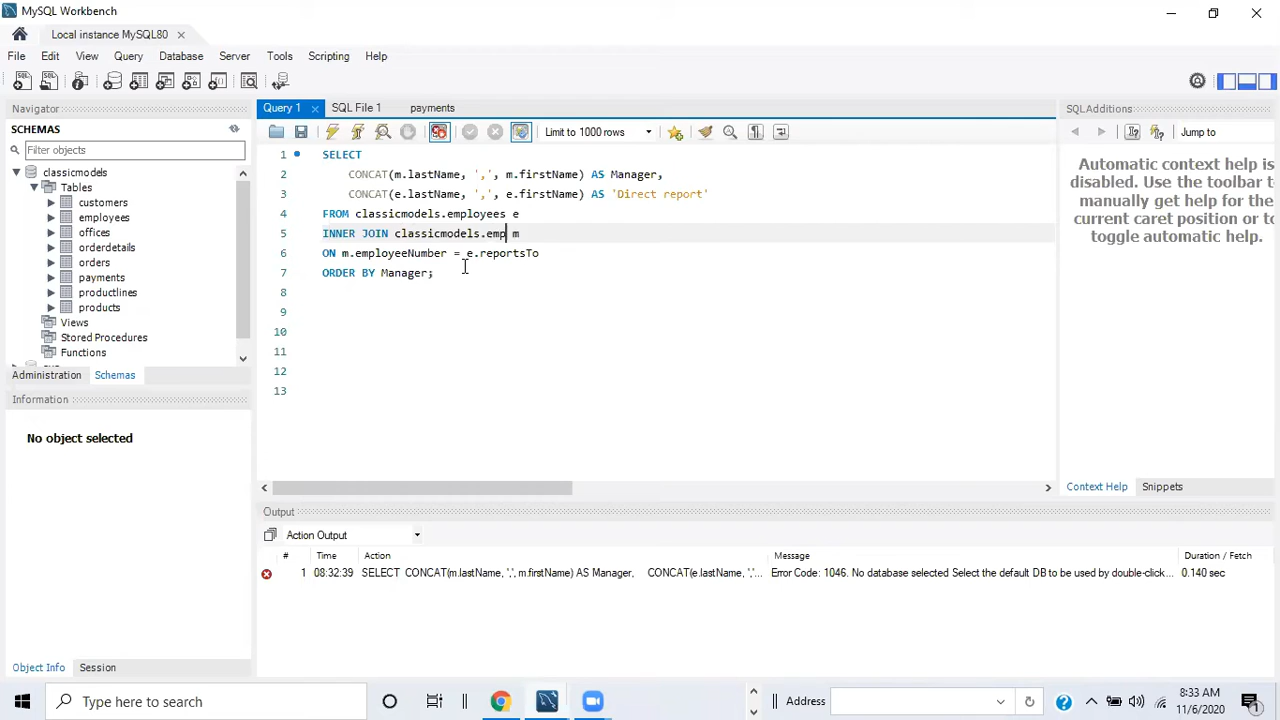 MySQL Workbench
Local instance MySQL80
File Edit View Query Database Server Tools Scripting Help
Navigator
SCHEMAS
Filter objects
classicmodels
Tables
customers
employees
offices
orderdetails
orders
payments
productlines
products
Views
Stored Procedures
Functions
Administration Schemas
Information
No object selected
Object Info Session
Query 1 SQL File 1 payments
Limit to 1000 rows
1 SELECT
2 CONCAT(m.lastName, ',', m.firstName) AS Manager,
3 CONCAT(e.lastName, ',', e.firstName) AS 'Direct report'
4 FROM classicmodels.employees e
5 INNER JOIN classicmodels.emp m
6 ON m.employeeNumber = e.reportsTo
7 ORDER BY Manager;
8
9
10
11
12
13
SQLAdditions
Jump to
Automatic context help is
disabled. Use the toolbar t
manually get help for the
current caret position or to
toggle automatic help.
Context Help Snippets
Output
Action Output
# Time Action Message Duration / Fetch
1 08:32:39 SELECT CONCAT(m.lastName, ',', m.firstName) AS Manager, CONCAT(e.lastName, ','... Error Code: 1046. No database selected Select the default DB to be used by double-click... 0.140 sec
Type here to search
Address
8:33 AM
11/6/2020
1